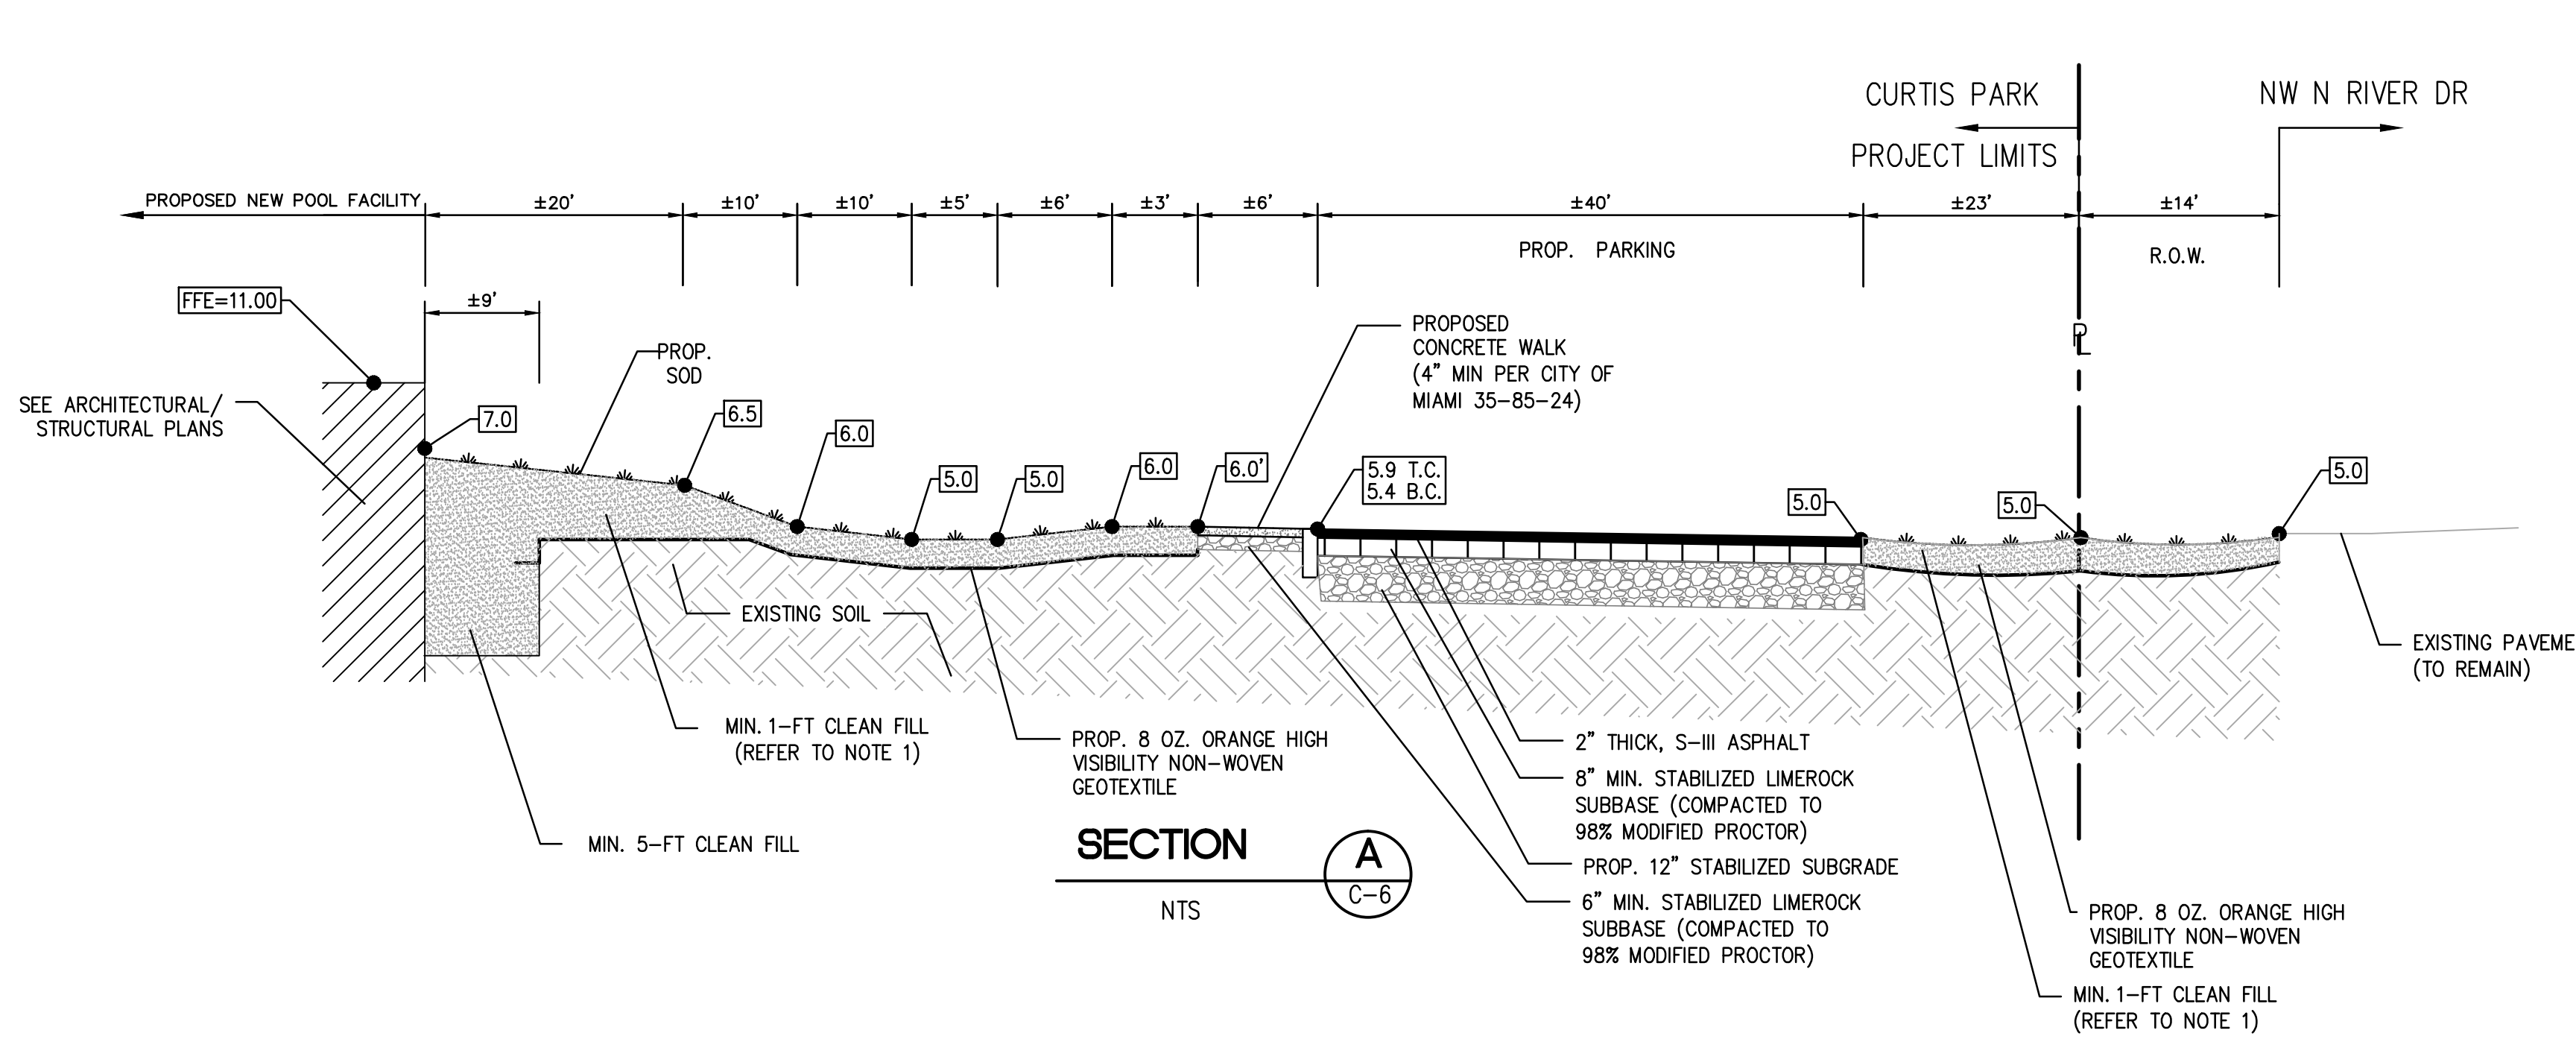 CURTIS PARK
PROJECT LIMITS
NW N RIVER DR
PROPOSED NEW POOL FACILITY
±20'
±10'
±10'
±5'
±6'
±3'
±6'
±40'
±23'
±14'
PROP. PARKING
R.O.W.
FFE=11.00
±9'
PROP.
SOD
PROPOSED
CONCRETE WALK
(4" MIN PER CITY OF
MIAMI 35-85-24)
PL
SEE ARCHITECTURAL/
STRUCTURAL PLANS
7.0
6.5
6.0
5.0
5.0
6.0
6.0'
5.9 T.C.
5.4 B.C.
5.0
5.0
5.0
EXISTING SOIL
EXISTING PAVEME
(TO REMAIN)
MIN. 1-FT CLEAN FILL
(REFER TO NOTE 1)
PROP. 8 OZ. ORANGE HIGH
VISIBILITY NON-WOVEN
GEOTEXTILE
MIN. 5-FT CLEAN FILL
2" THICK, S-III ASPHALT
8" MIN. STABILIZED LIMEROCK
SUBBASE (COMPACTED TO
98% MODIFIED PROCTOR)
PROP. 12" STABILIZED SUBGRADE
6" MIN. STABILIZED LIMEROCK
SUBBASE (COMPACTED TO
98% MODIFIED PROCTOR)
SECTION
A
C-6
NTS
PROP. 8 OZ. ORANGE HIGH
VISIBILITY NON-WOVEN
GEOTEXTILE
MIN. 1-FT CLEAN FILL
(REFER TO NOTE 1)